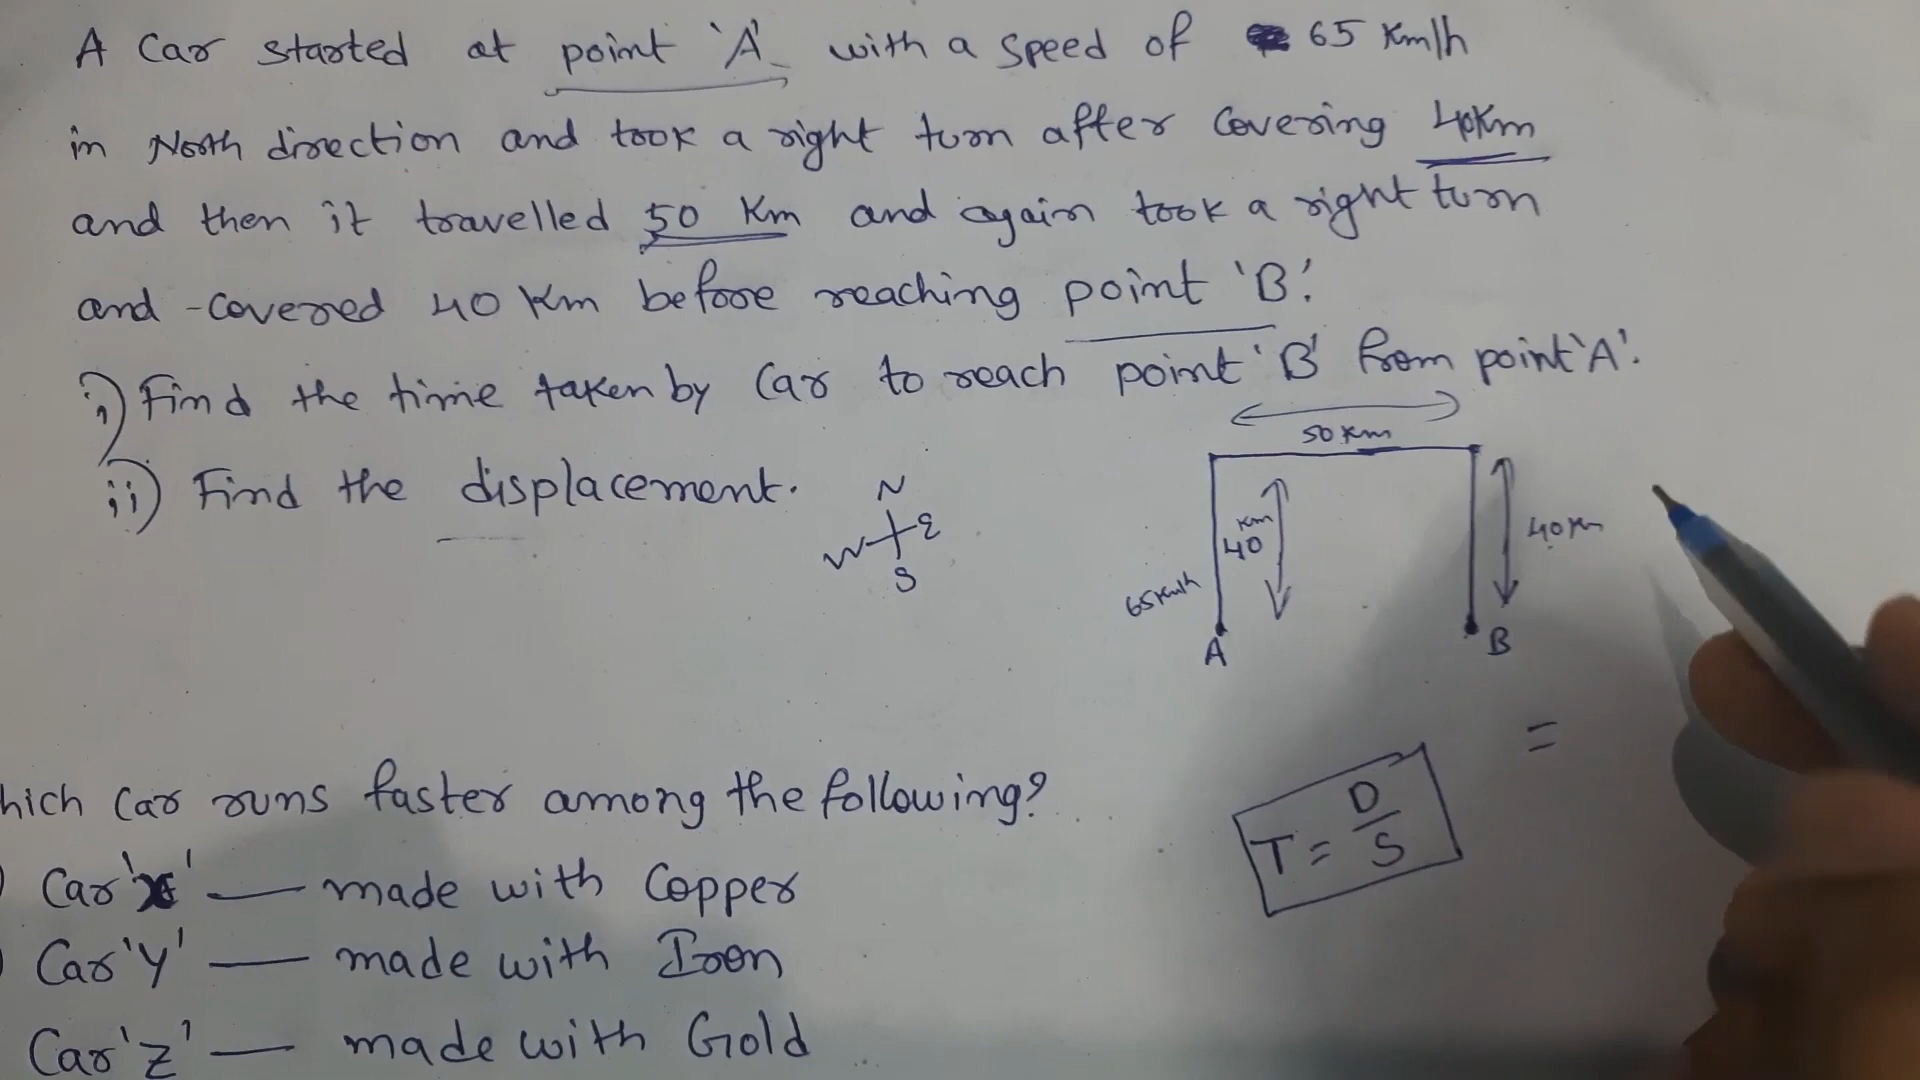 A Car started at point 'A' with a speed of 65 Km/h
in North direction and took a right turn after covering 40Km
and then it travelled 50 Km and again took a right turn
and covered 40 Km before reaching point 'B'.
i) Find the time taken by Car to reach point 'B' from point 'A'.
ii) Find the displacement.
N
W E
S
50 Km
Km
40
40 Km
65Km/h
A
B
=
T = D/S
hich Car runs faster among the following?
) Car 'X' — made with Copper
) Car 'Y' — made with Iron
Car 'Z' — made with Gold